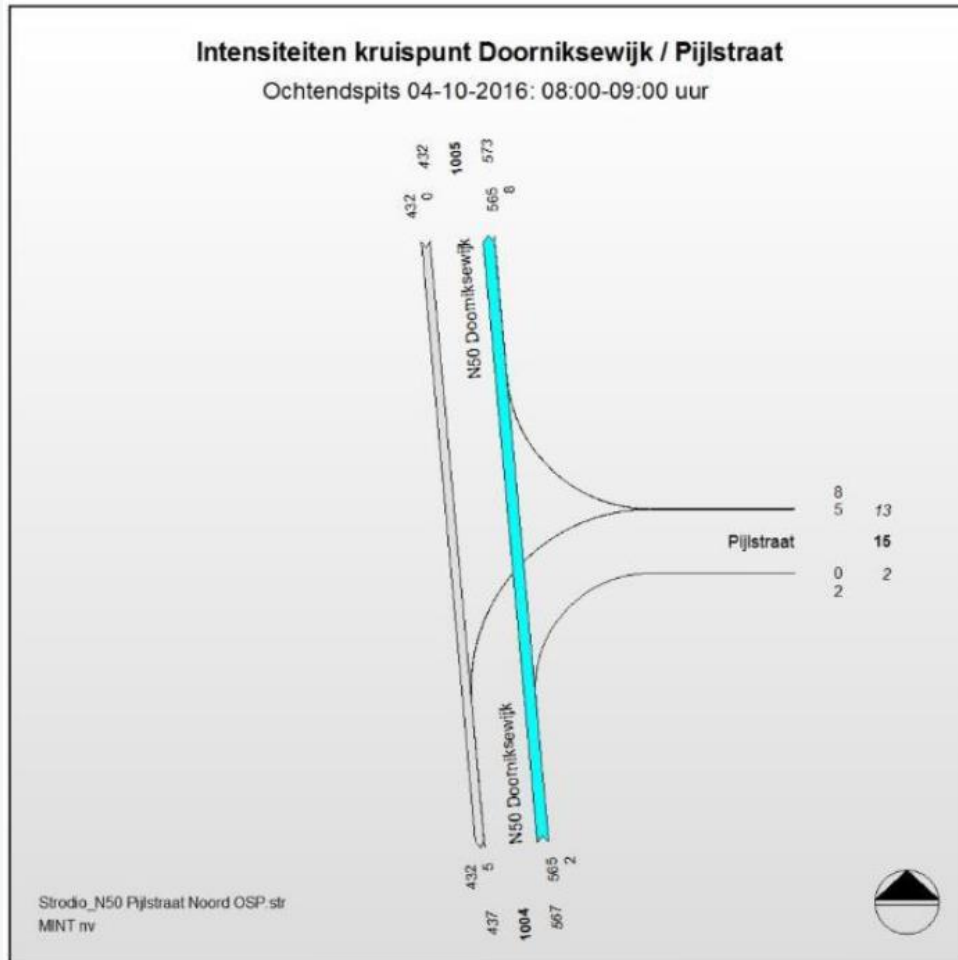 Intensiteiten kruispunt Doorniksewijk / Pijlstraat
Ochtendspits 04-10-2016: 08:00-09:00 uur
432 1005 573
432 0 565 8
N50 Doorniksewijk
8
5 13
Pijlstraat 15
0 2
2
N50 Doorniksewijk
432 5 565 2
437 1004 567
Strodio_N50 Pijlstraat Noord OSP.str
MINT nv